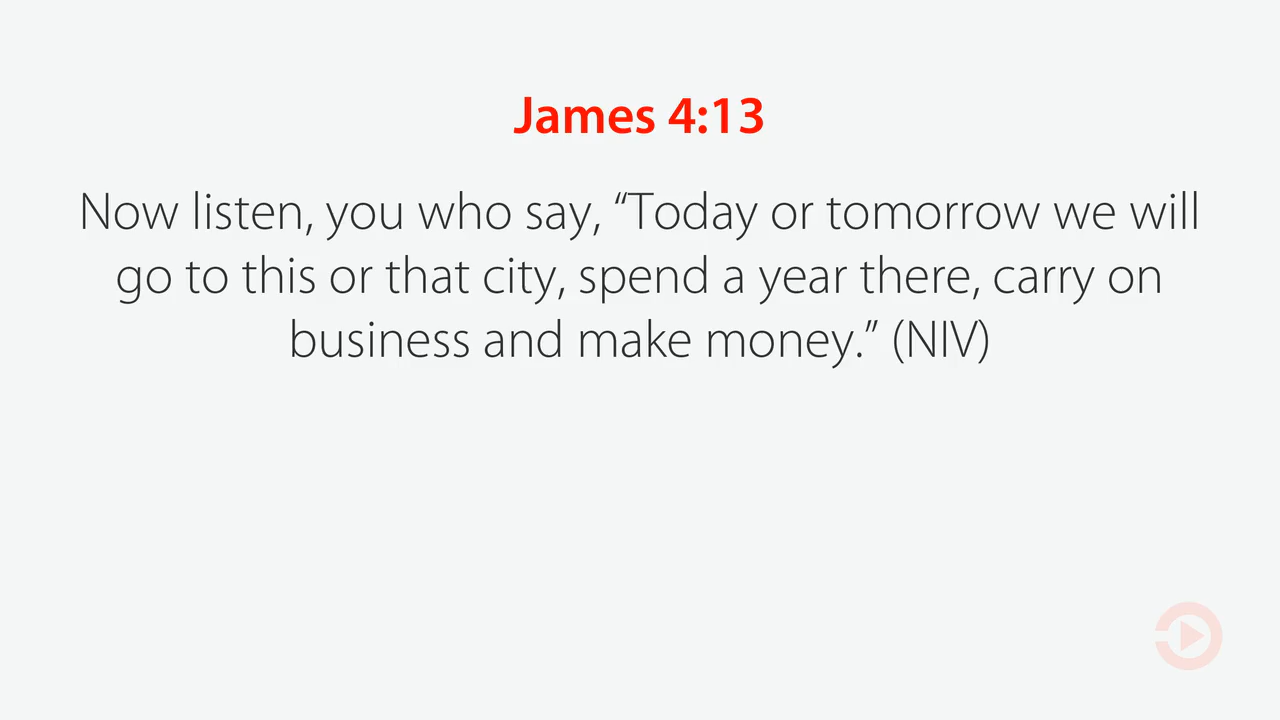 James 4:13
Now listen, you who say, “Today or tomorrow we will
go to this or that city, spend a year there, carry on
business and make money.” (NIV)